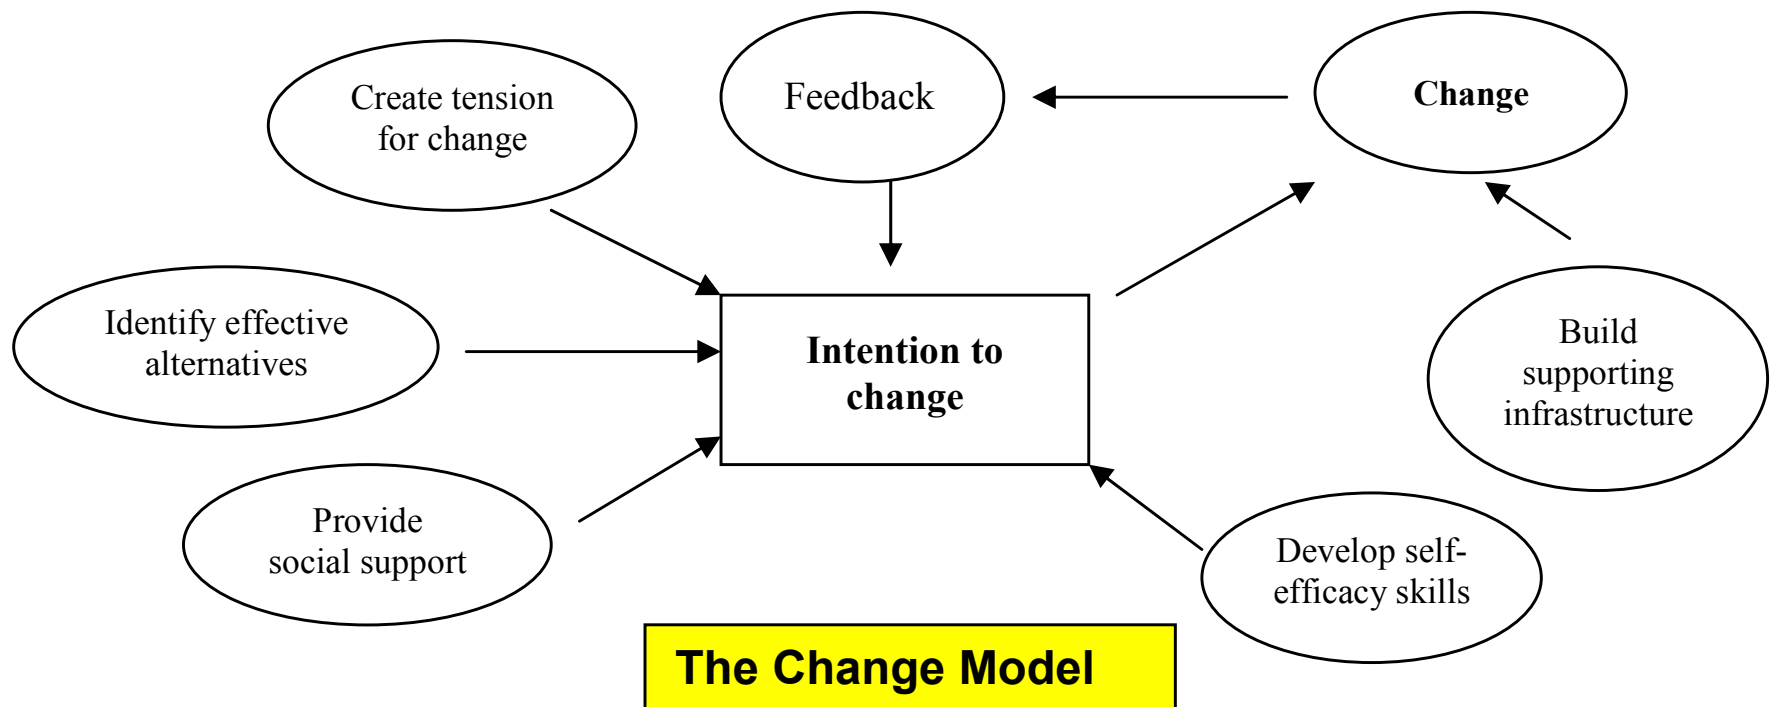 Create tension
for change
Feedback
Change
Identify effective
alternatives
Intention to
change
Build
supporting
infrastructure
Provide
social support
Develop self-
efficacy skills
The Change Model